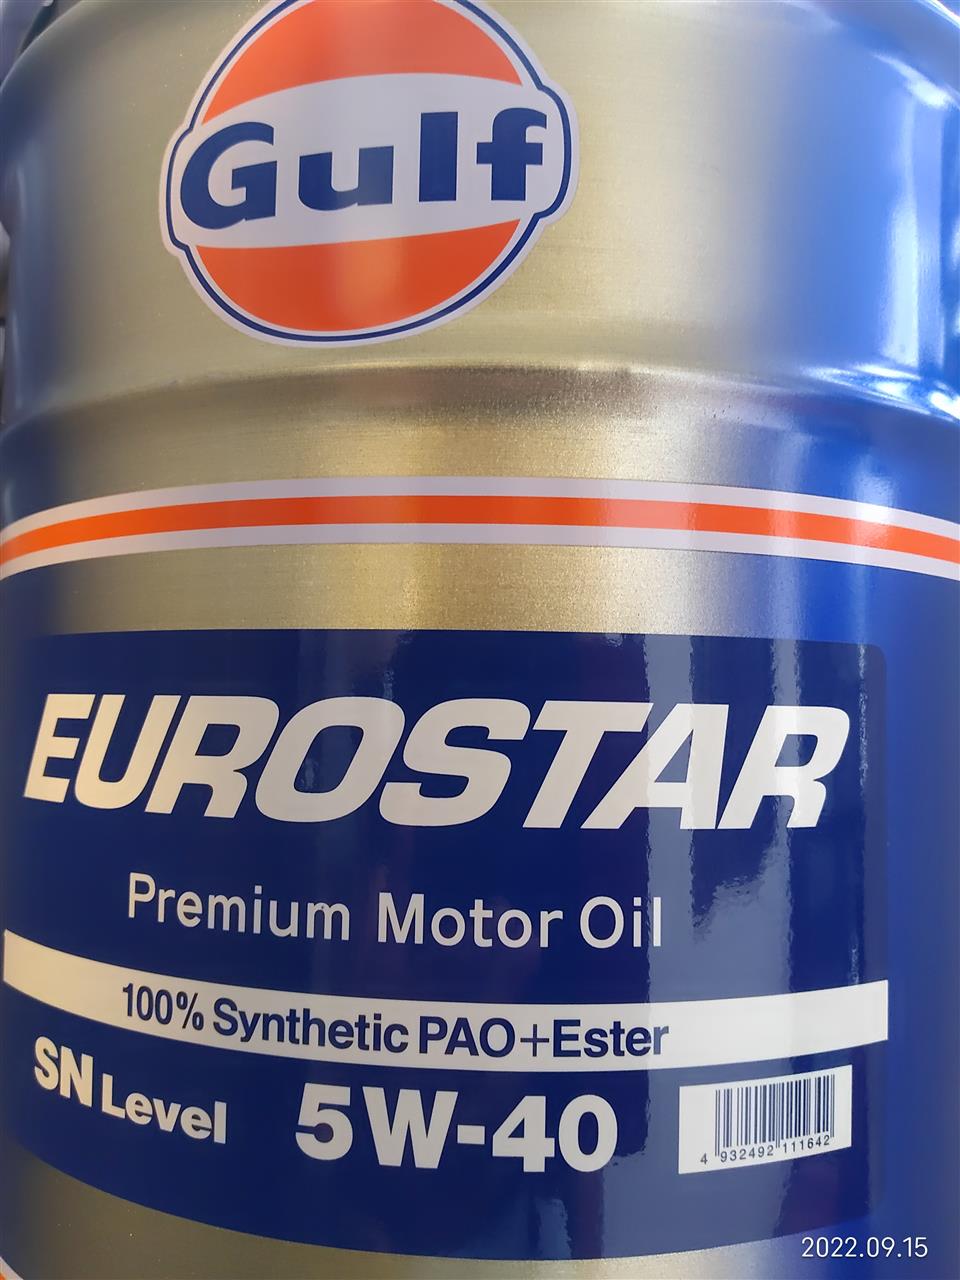 Gulf
EUROSTAR
Premium Motor Oil
100% Synthetic PAO+Ester
SN Level 5W-40
4 932492 111642
2022.09.15